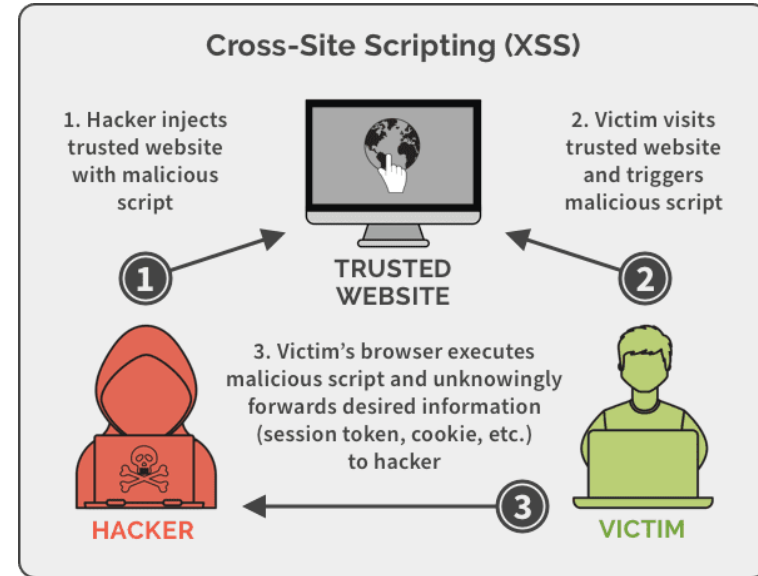 Cross-Site Scripting (XSS)
1. Hacker injects
trusted website
with malicious
script
2. Victim visits
trusted website
and triggers
malicious script
1
2
TRUSTED
WEBSITE
3. Victim's browser executes
malicious script and unknowingly
forwards desired information
(session token, cookie, etc.)
to hacker
3
HACKER
VICTIM